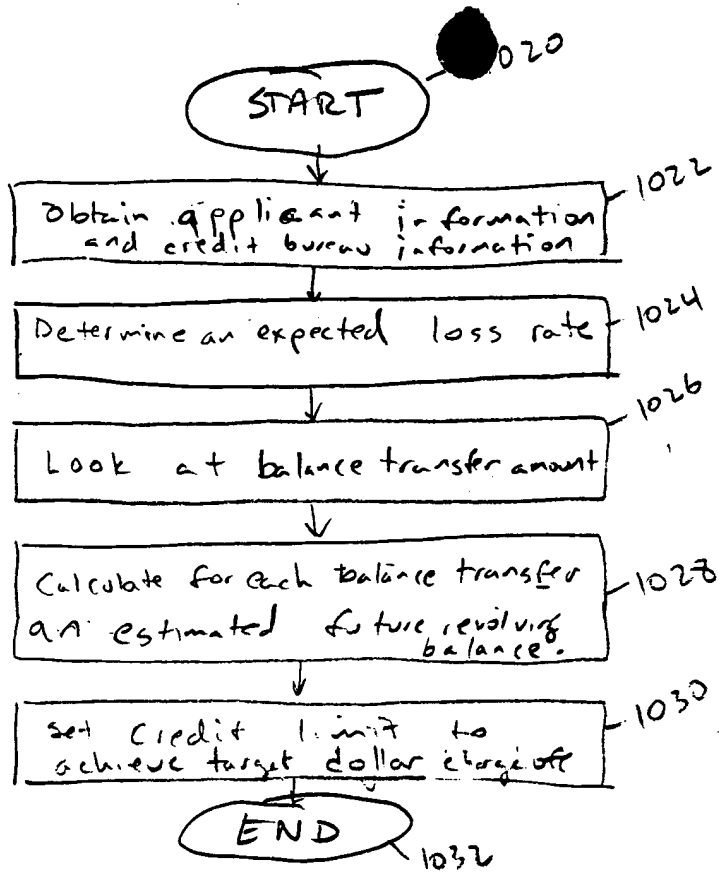 020
START
1022
Obtain applicant information
and credit bureau information
1024
Determine an expected loss rate
1026
Look at balance transfer amount
Calculate for each balance transfer
1028
an estimated future revolving
balance.
1030
set credit limit to
achieve target dollar charge off
END
1032